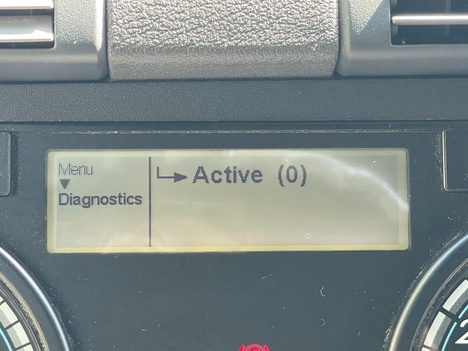 Menu
Diagnostics
Active (0)